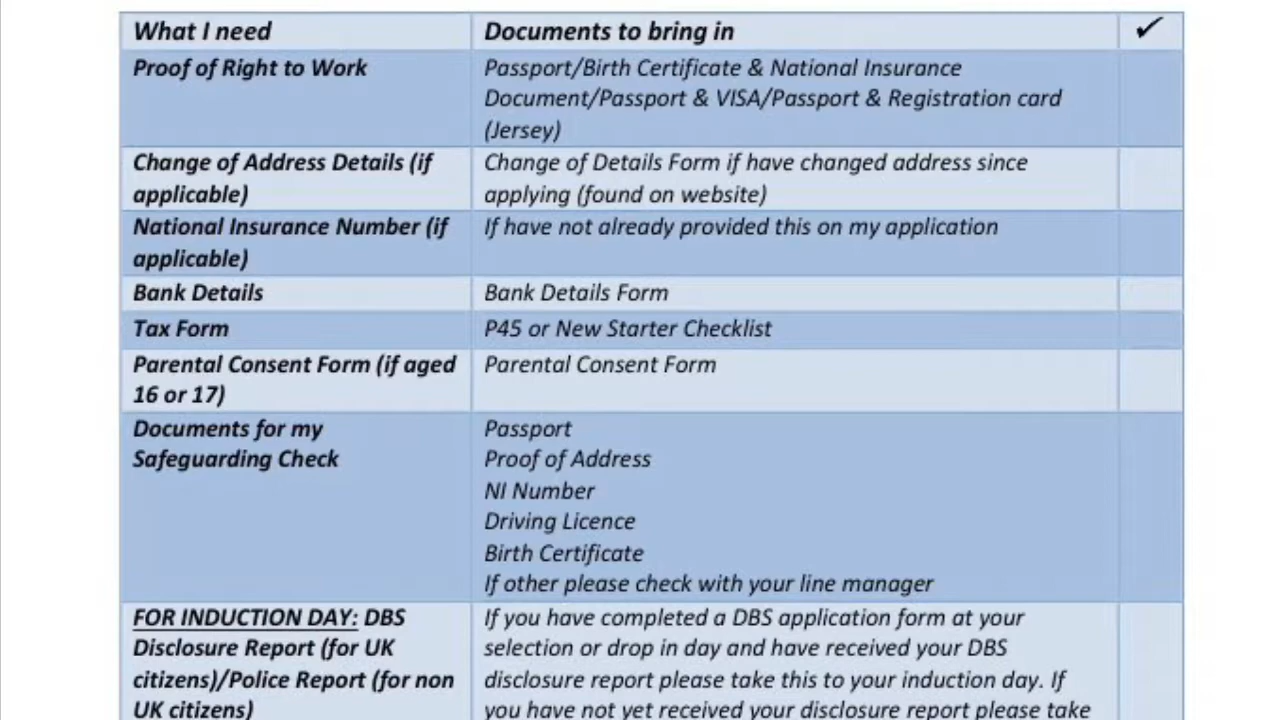 What I need
Documents to bring in
✓
Proof of Right to Work
Passport/Birth Certificate & National Insurance
Document/Passport & VISA/Passport & Registration card
(Jersey)
Change of Address Details (if
applicable)
Change of Details Form if have changed address since
applying (found on website)
National Insurance Number (if
applicable)
If have not already provided this on my application
Bank Details
Bank Details Form
Tax Form
P45 or New Starter Checklist
Parental Consent Form (if aged
16 or 17)
Parental Consent Form
Documents for my
Safeguarding Check
Passport
Proof of Address
NI Number
Driving Licence
Birth Certificate
If other please check with your line manager
FOR INDUCTION DAY: DBS
Disclosure Report (for UK
citizens)/Police Report (for non
UK citizens)
If you have completed a DBS application form at your
selection or drop in day and have received your DBS
disclosure report please take this to your induction day. If
you have not yet received your disclosure report please take